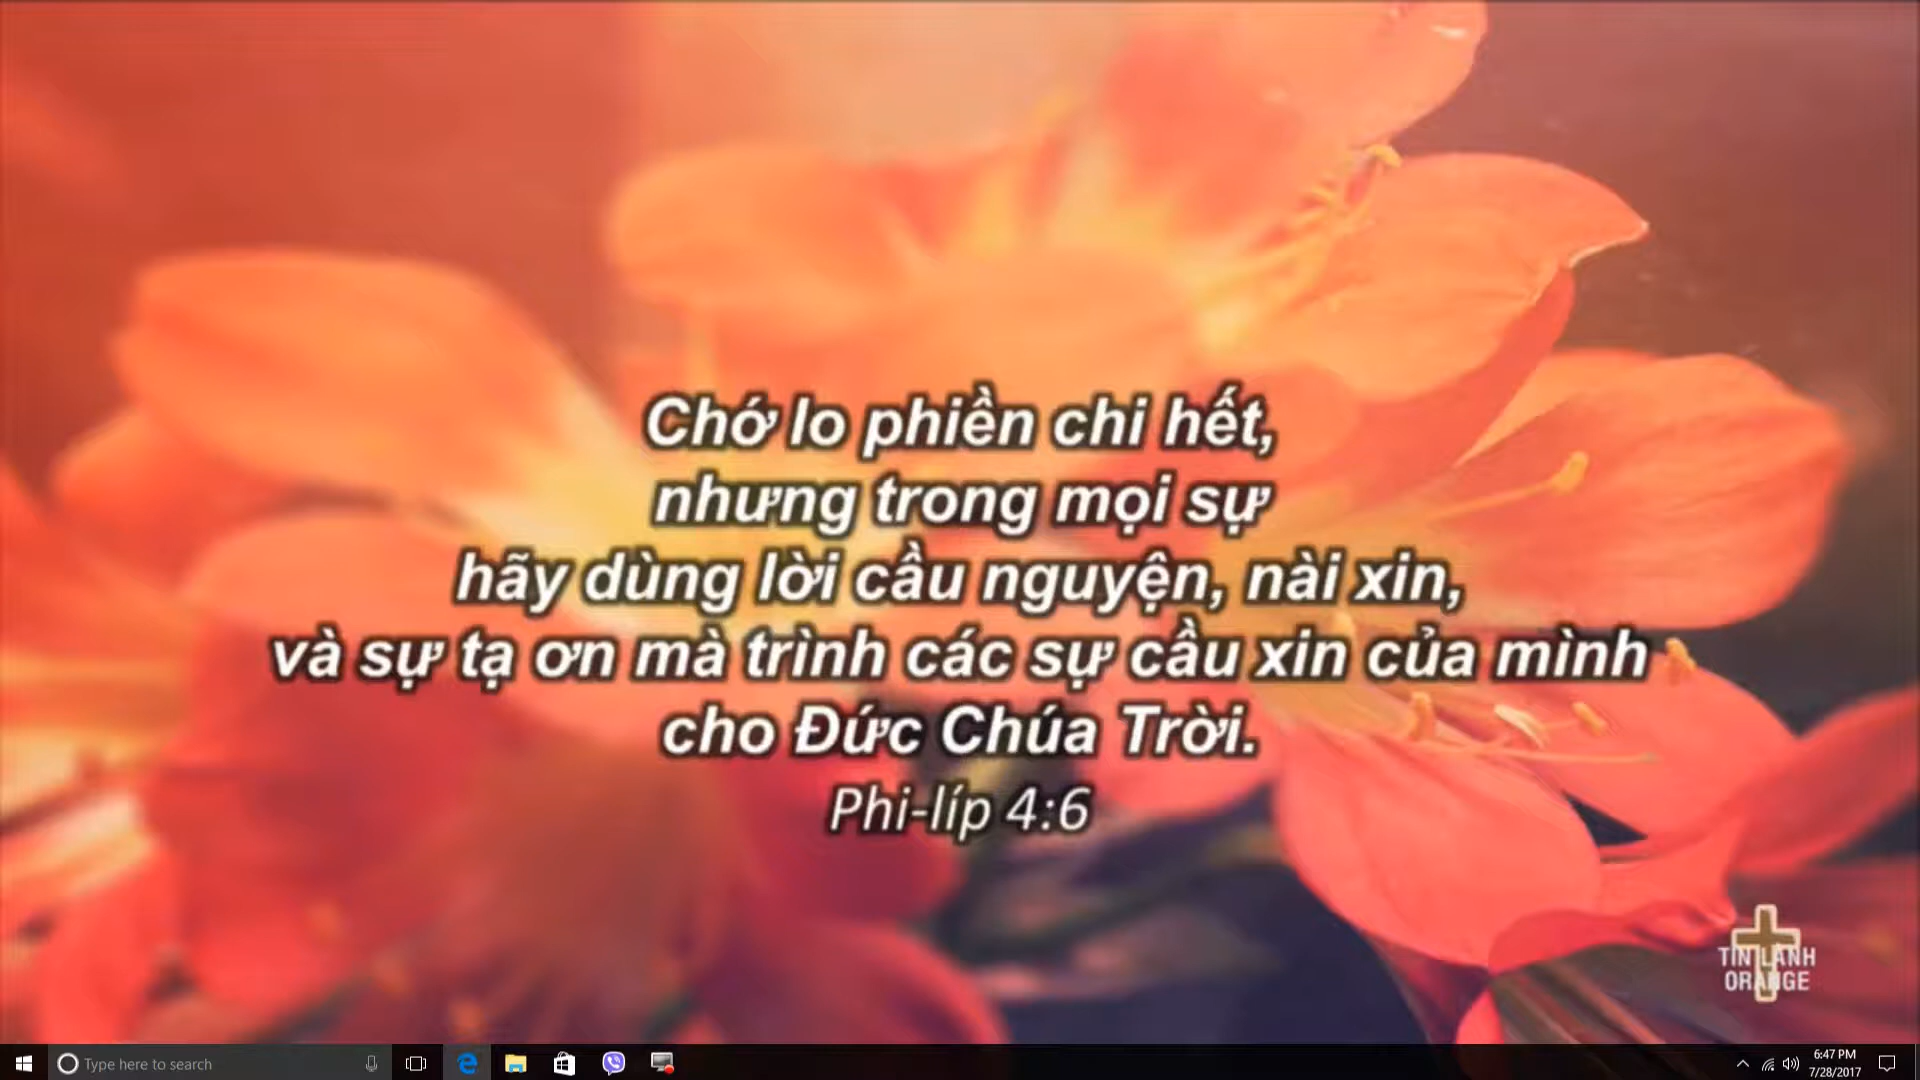 Chớ lo phiền chi hết,
nhưng trong mọi sự
hãy dùng lời cầu nguyện, nài xin,
và sự tạ ơn mà trình các sự cầu xin của mình
cho Đức Chúa Trời.
Phi-líp 4:6
TIN LÀNH
ORANGE
Type here to search
6:47 PM
7/28/2017